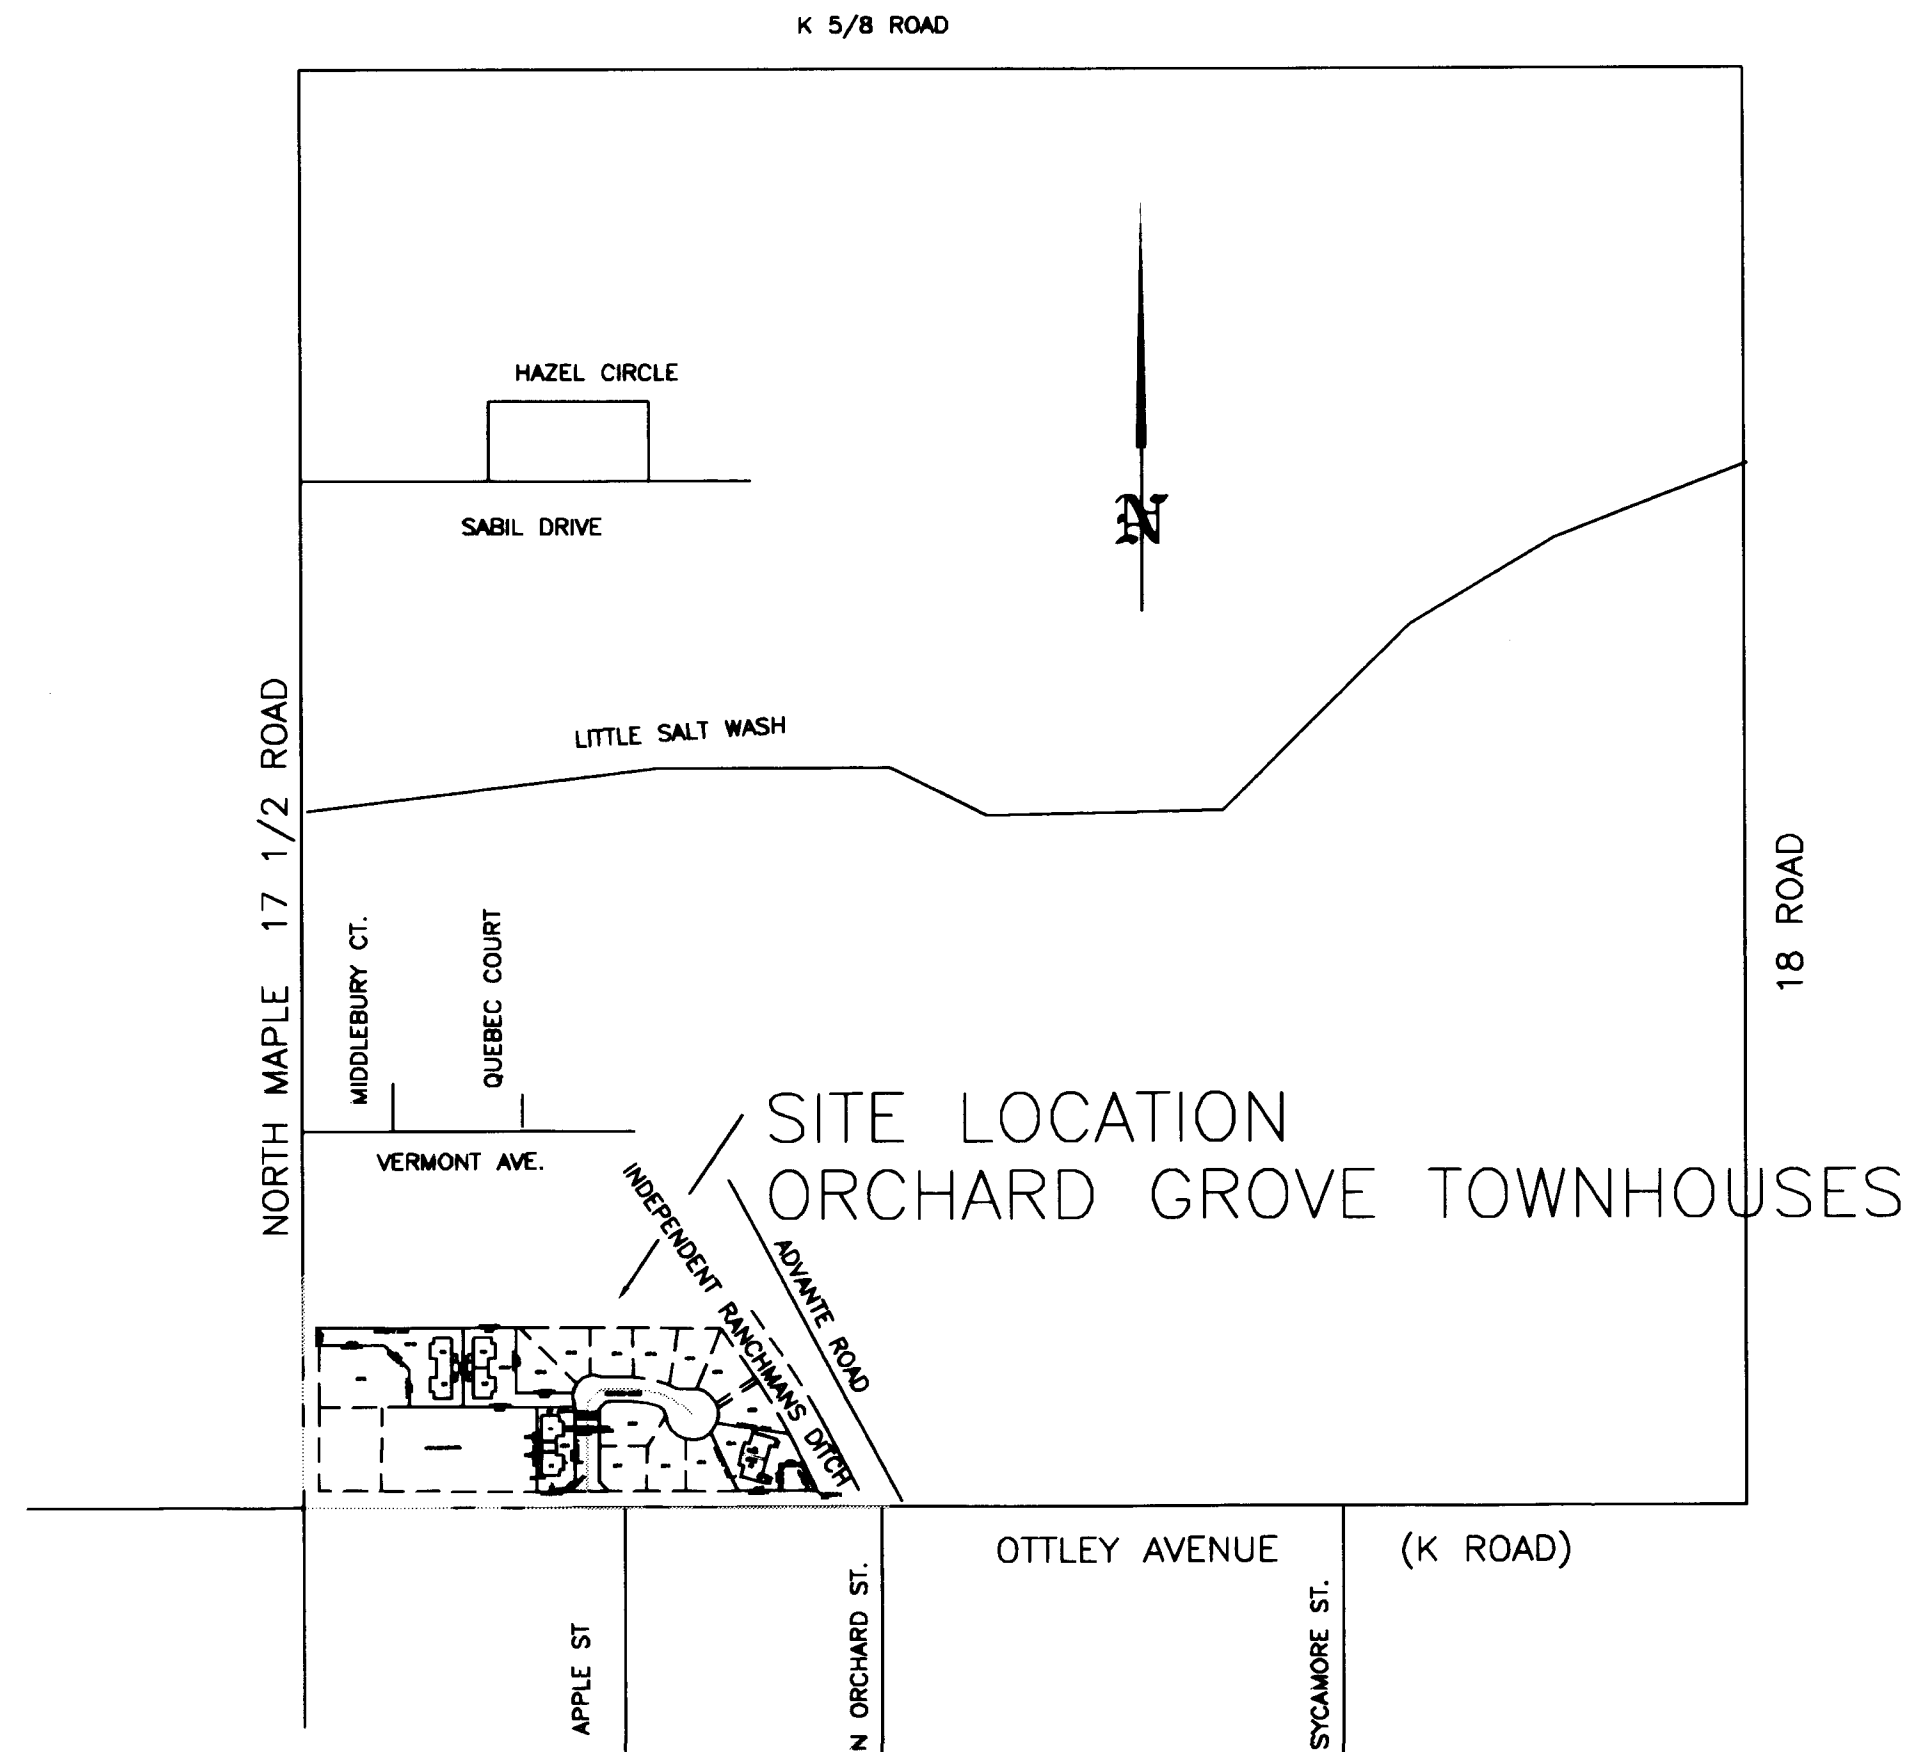 K 5/8 ROAD
HAZEL CIRCLE
SABIL DRIVE
N
LITTLE SALT WASH
NORTH MAPLE 17 1/2 ROAD
18 ROAD
MIDDLEBURY CT.
QUEBEC COURT
VERMONT AVE.
SITE LOCATION
ORCHARD GROVE TOWNHOUSES
INDEPENDENT RANCHMANS DITCH
ADVANTE ROAD
OTTLEY AVENUE (K ROAD)
APPLE ST
N ORCHARD ST.
SYCAMORE ST.